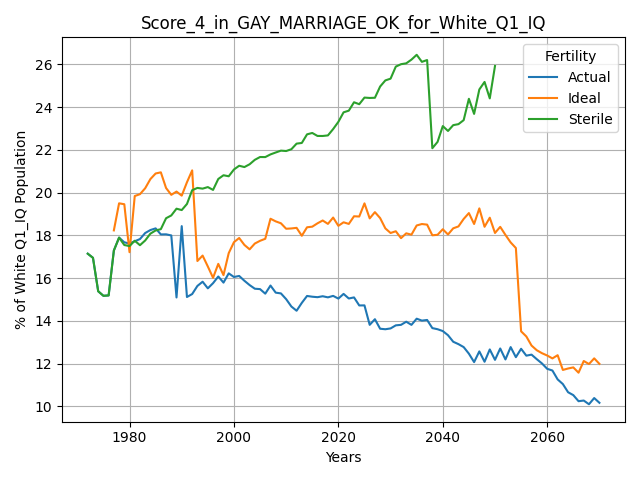 Score_4_in_GAY_MARRIAGE_OK_for_White_Q1_IQ
% of White Q1_IQ Population
26
24
22
20
18
16
14
12
10
Fertility
Actual
Ideal
Sterile
1980 2000 2020 2040 2060
Years